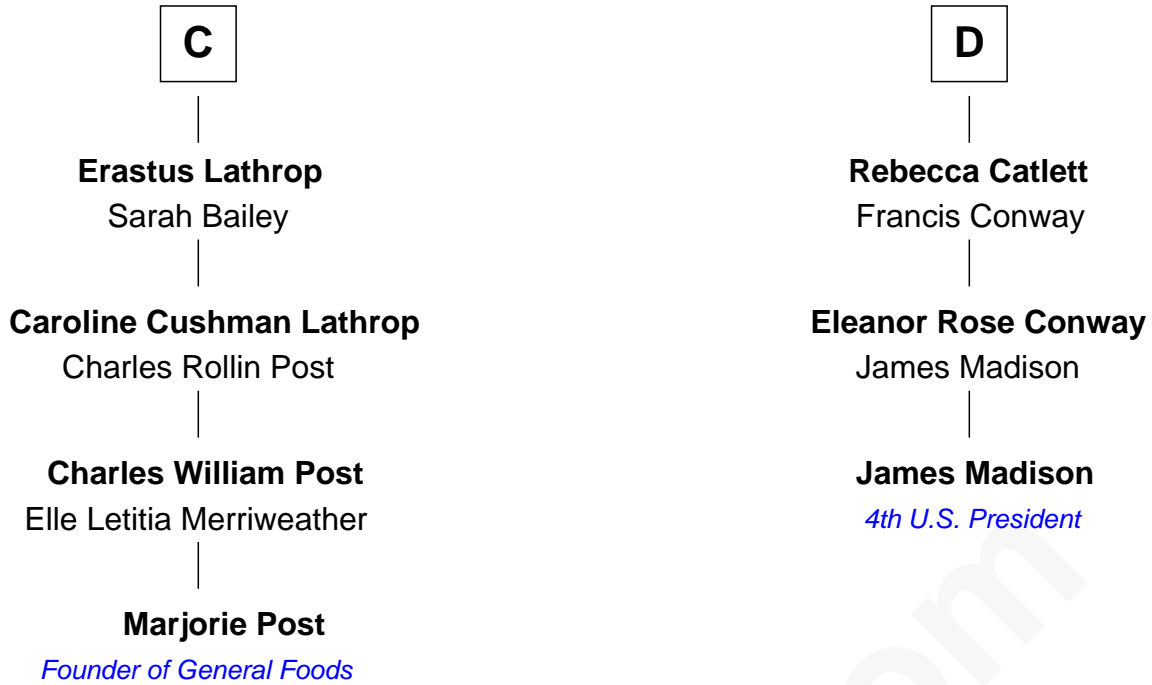 C
Erastus Lathrop
Sarah Bailey
Caroline Cushman Lathrop
Charles Rollin Post
Charles William Post
Elle Letitia Merriweather
Marjorie Post
Founder of General Foods
D
Rebecca Catlett
Francis Conway
Eleanor Rose Conway
James Madison
James Madison
4th U.S. President
om